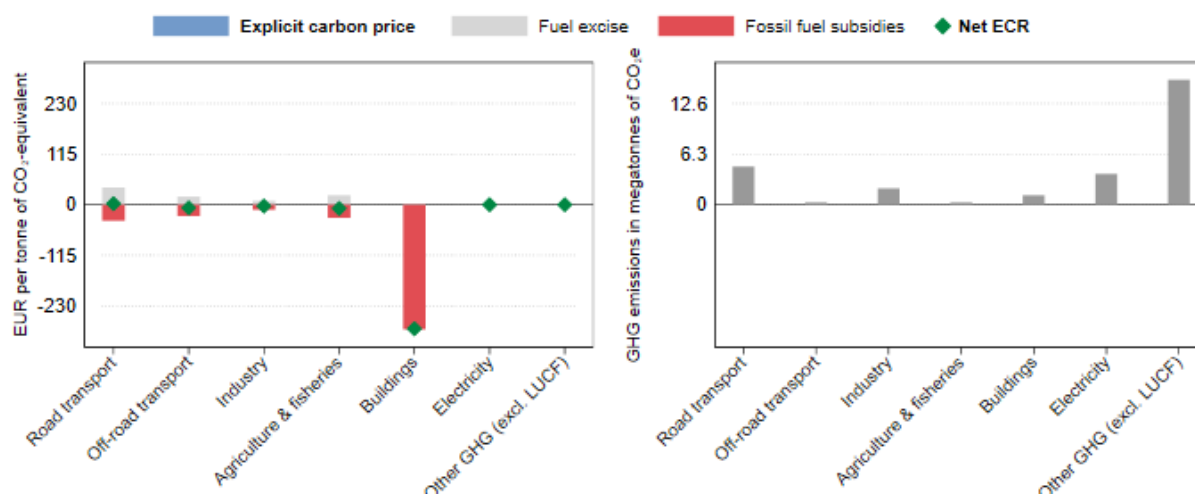 Explicit carbon price Fuel excise Fossil fuel subsidies Net ECR
EUR per tonne of CO₂-equivalent
230
115
0
-115
-230
Road transport
Off-road transport
Industry
Agriculture & fisheries
Buildings
Electricity
Other GHG (excl. LUCF)
GHG emissions in megatonnes of CO₂e
12.6
6.3
0
Road transport
Off-road transport
Industry
Agriculture & fisheries
Buildings
Electricity
Other GHG (excl. LUCF)